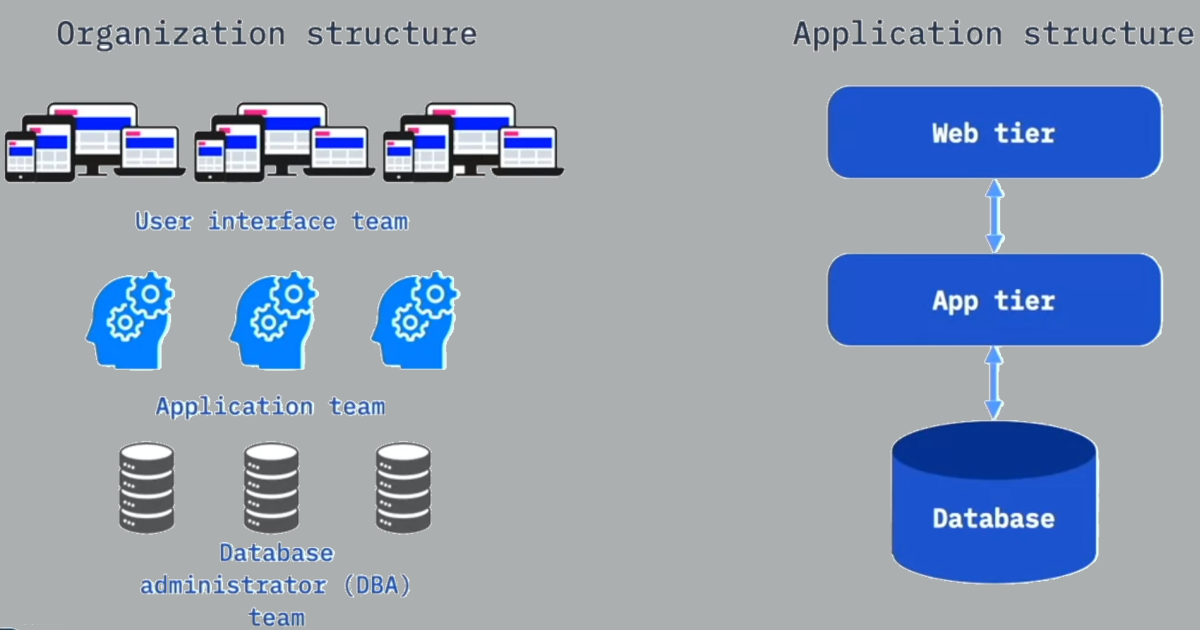 Organization structure
Application structure
User interface team
Application team
Database
administrator (DBA)
team
Web tier
App tier
Database